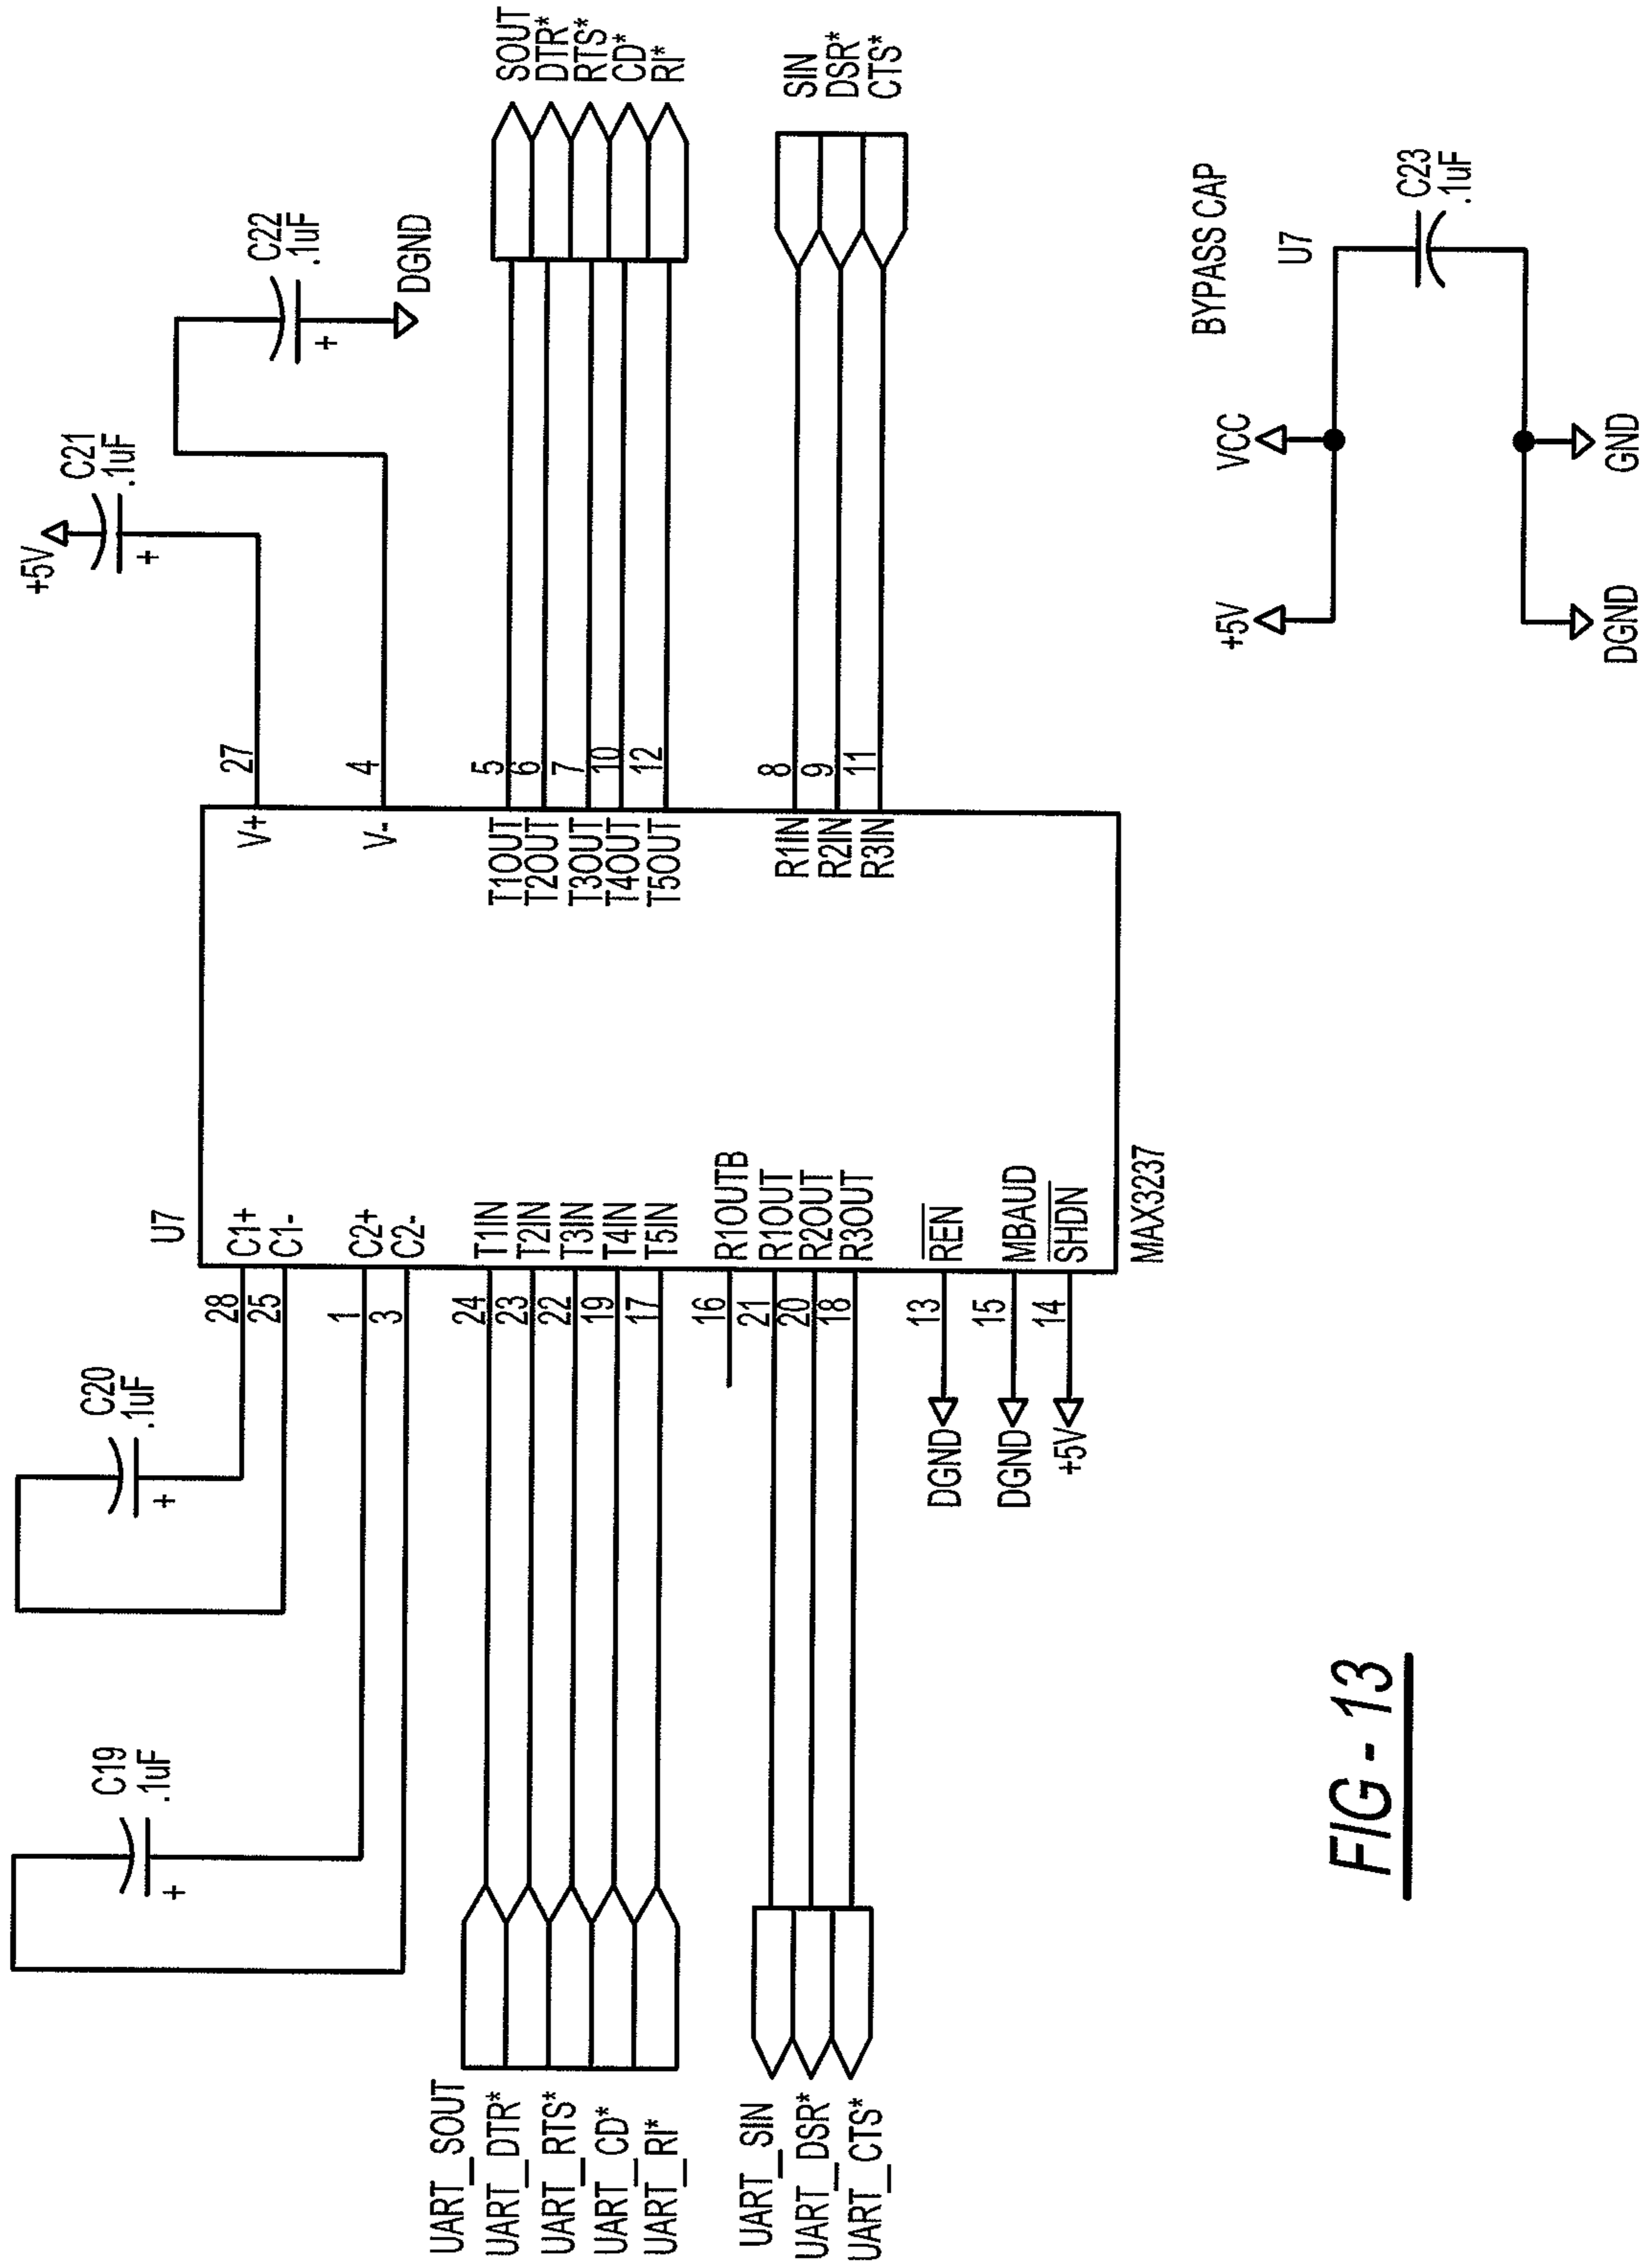 +5V
C21
.1uF
C22
.1uF
DGND
C20
.1uF
C19
.1uF
U7
28
C1+
25
C1-
1
C2+
3
C2-
V+
27
V-
4
UART_SOUT
24
T1IN
T1OUT
5
SOUT
UART_DTR*
23
T2IN
T2OUT
6
DTR*
UART_RTS*
22
T3IN
T3OUT
7
RTS*
UART_CD*
19
T4IN
T4OUT
10
CD*
UART_RI*
17
T5IN
T5OUT
12
RI*
16
R1OUTB
UART_SIN
21
R1OUT
R1IN
8
SIN
UART_DSR*
20
R2OUT
R2IN
9
DSR*
UART_CTS*
18
R3OUT
R3IN
11
CTS*
DGND
13
REN
DGND
15
MBAUD
+5V
14
SHDN
MAX3237
BYPASS CAP
+5V
VCC
U7
C23
.1uF
DGND
GND
FIG - 13